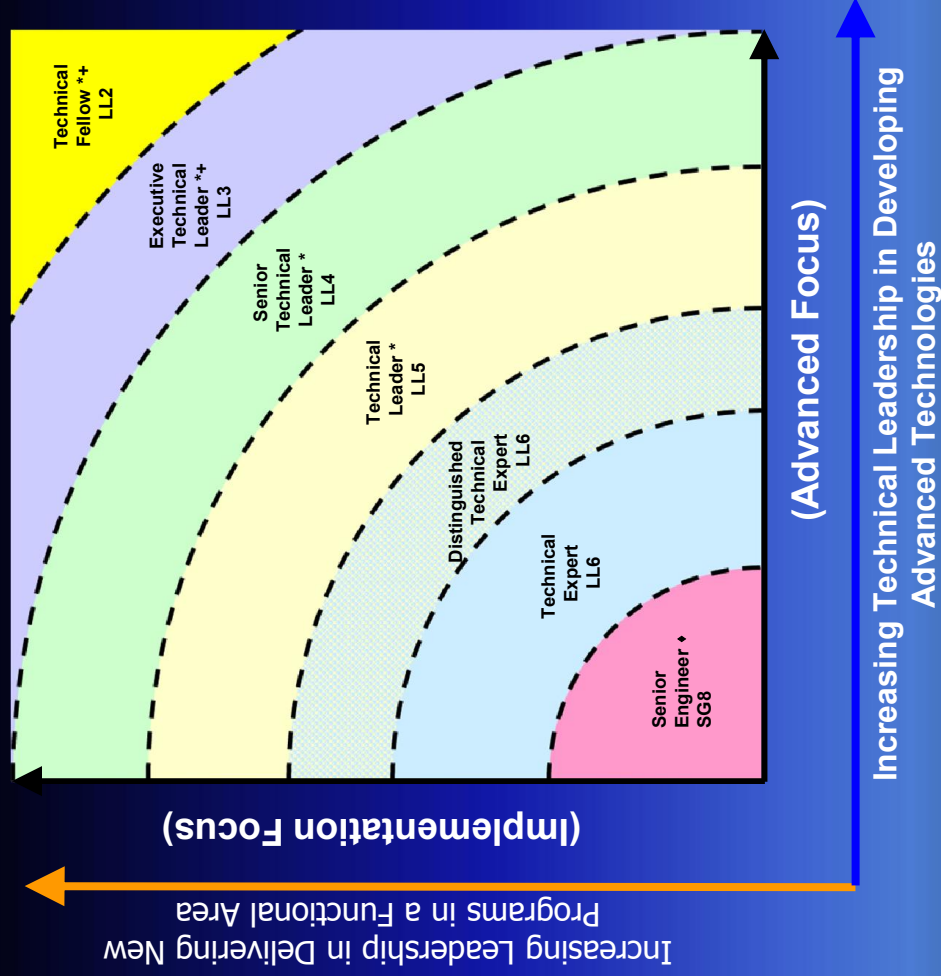 Technical
Fellow *+
LL2
Executive
Technical
Leader *+
LL3
Senior
Technical
Leader *
LL4
Technical
Leader *
LL5
Distinguished
Technical
Expert
LL6
Technical
Expert
LL6
Senior
Engineer ♦
SG8
(Implementation Focus)
Increasing Leadership in Delivering New
Programs in a Functional Area
(Advanced Focus)
Increasing Technical Leadership in Developing
Advanced Technologies